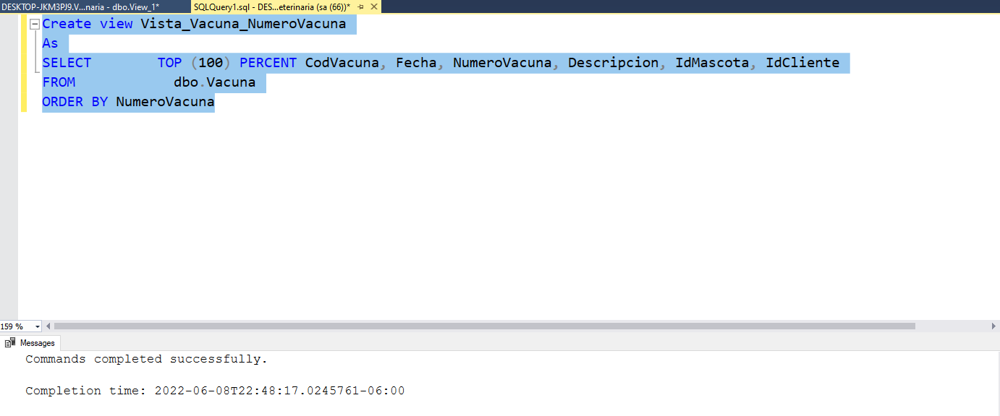 DESKTOP-JKM3PJ9.V...naria - dbo.View_1*
SQLQuery1.sql - DES...eterinaria (sa (66))*
Create view Vista_Vacuna_NumeroVacuna
As
SELECT TOP (100) PERCENT CodVacuna, Fecha, NumeroVacuna, Descripcion, IdMascota, IdCliente
FROM dbo.Vacuna
ORDER BY NumeroVacuna
159 %
Messages
Commands completed successfully.
Completion time: 2022-06-08T22:48:17.0245761-06:00